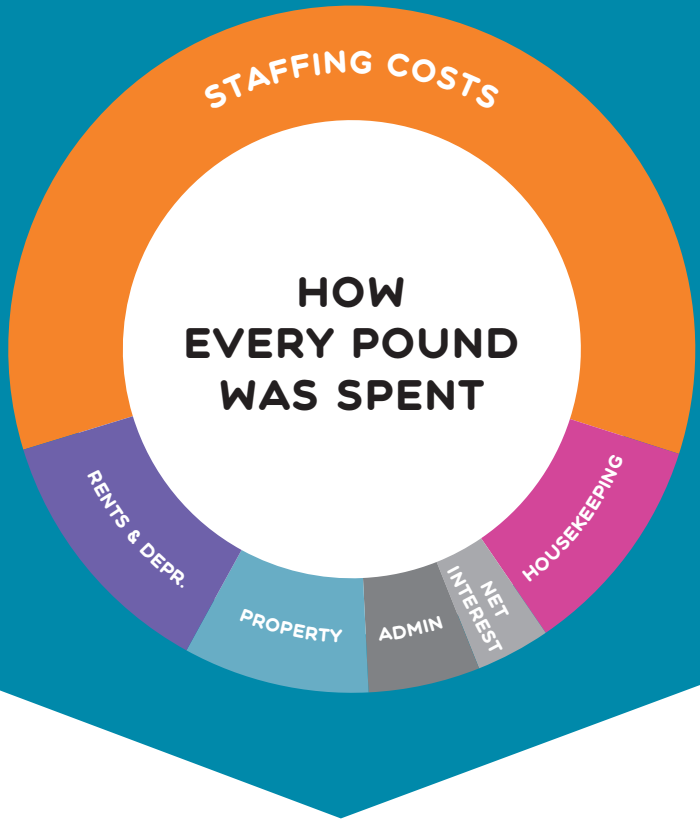 STAFFING COSTS
HOW
EVERY POUND
WAS SPENT
RENTS & DEPR.
PROPERTY
ADMIN
NET
INTEREST
HOUSEKEEPING